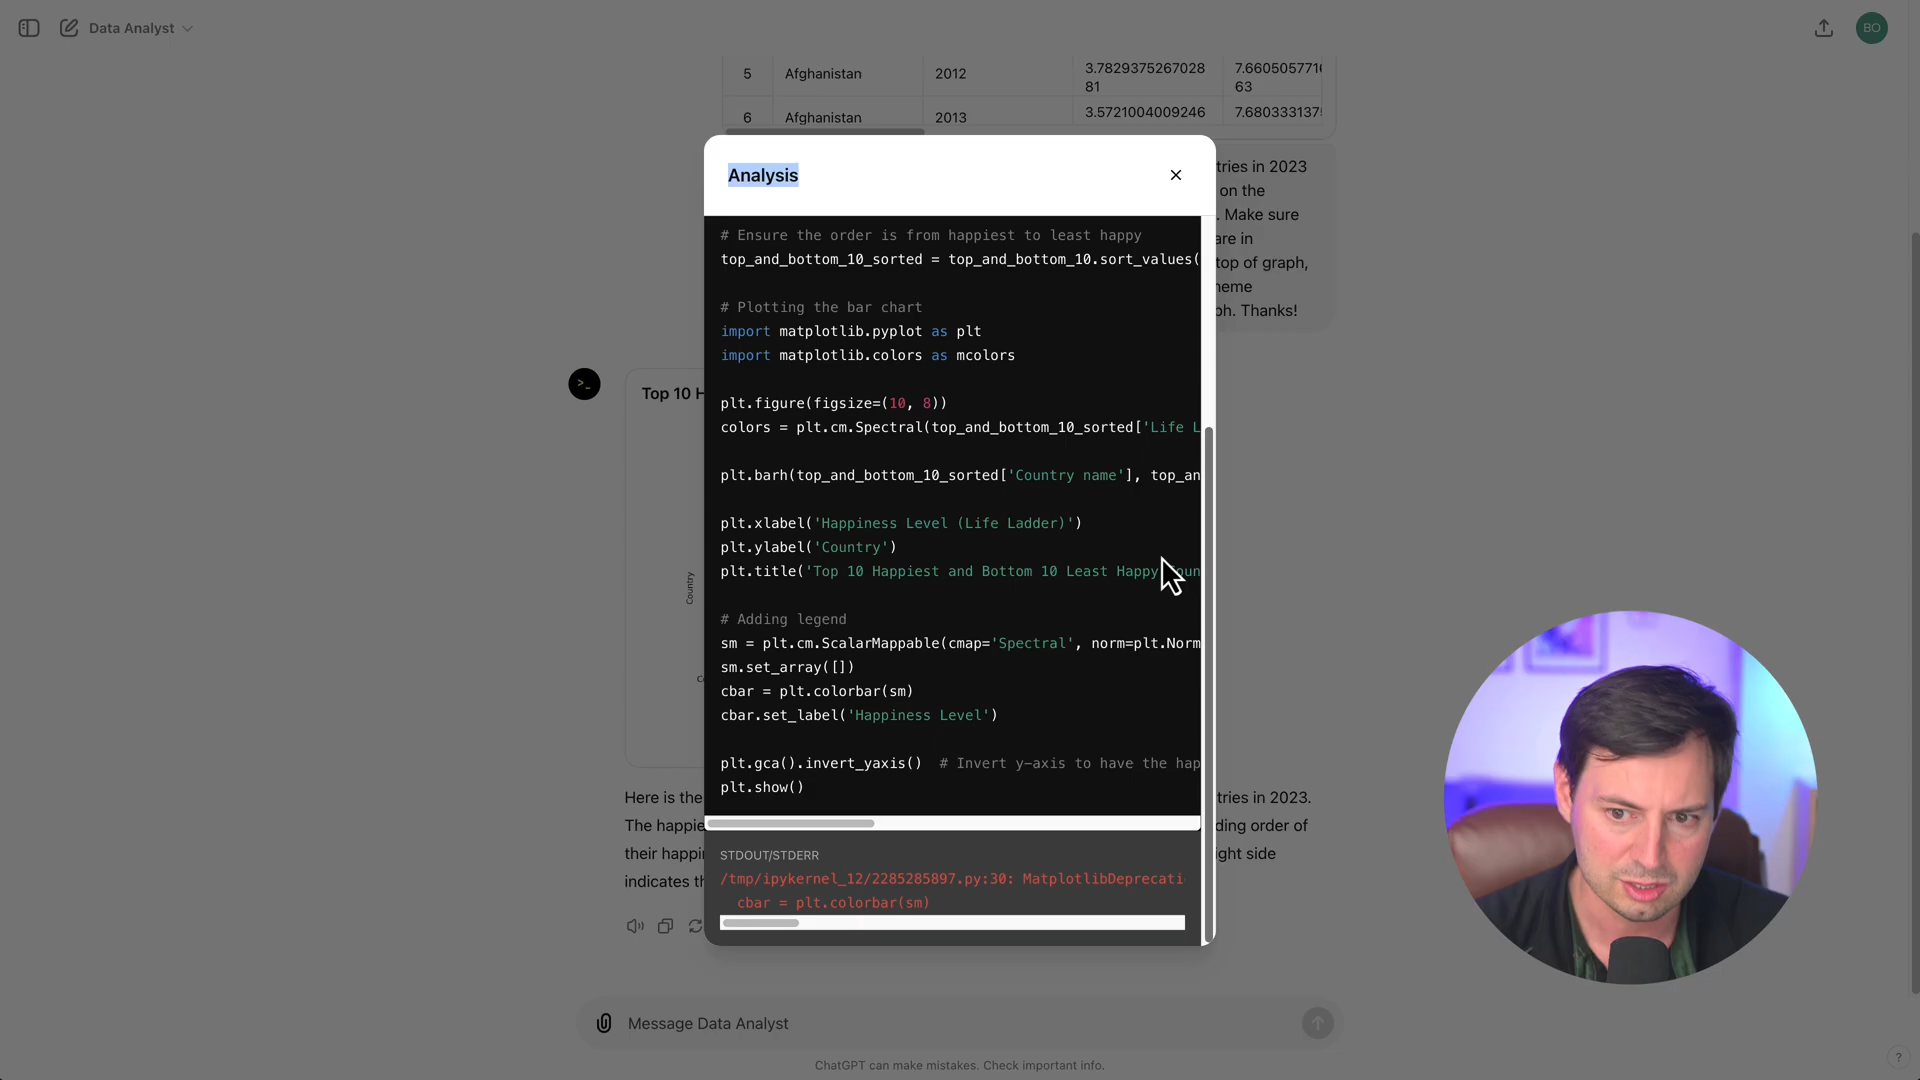 Data Analyst
BO
5 Afghanistan 2012 3.7829375267028 7.660505771
81 63
6 Afghanistan 2013 3.5721004009246 7.680333137
Analysis
tries in 2023
on the
. Make sure
are in
top of graph,
heme
ph. Thanks!
# Ensure the order is from happiest to least happy
top_and_bottom_10_sorted = top_and_bottom_10.sort_values(
# Plotting the bar chart
import matplotlib.pyplot as plt
import matplotlib.colors as mcolors
>_
Top 10 H
plt.figure(figsize=(10, 8))
colors = plt.cm.Spectral(top_and_bottom_10_sorted['Life L
plt.barh(top_and_bottom_10_sorted['Country name'], top_an
plt.xlabel('Happiness Level (Life Ladder)')
plt.ylabel('Country')
plt.title('Top 10 Happiest and Bottom 10 Least Happy oun
Country
# Adding legend
sm = plt.cm.ScalarMappable(cmap='Spectral', norm=plt.Norm
sm.set_array([])
cbar = plt.colorbar(sm)
cbar.set_label('Happiness Level')
plt.gca().invert_yaxis() # Invert y-axis to have the hap
plt.show()
Here is the
The happie
their happi
indicates th
tries in 2023.
ding order of
ght side
STDOUT/STDERR
/tmp/ipykernel_12/2285285897.py:30: MatplotlibDeprecati
cbar = plt.colorbar(sm)
Message Data Analyst
ChatGPT can make mistakes. Check important info.
?